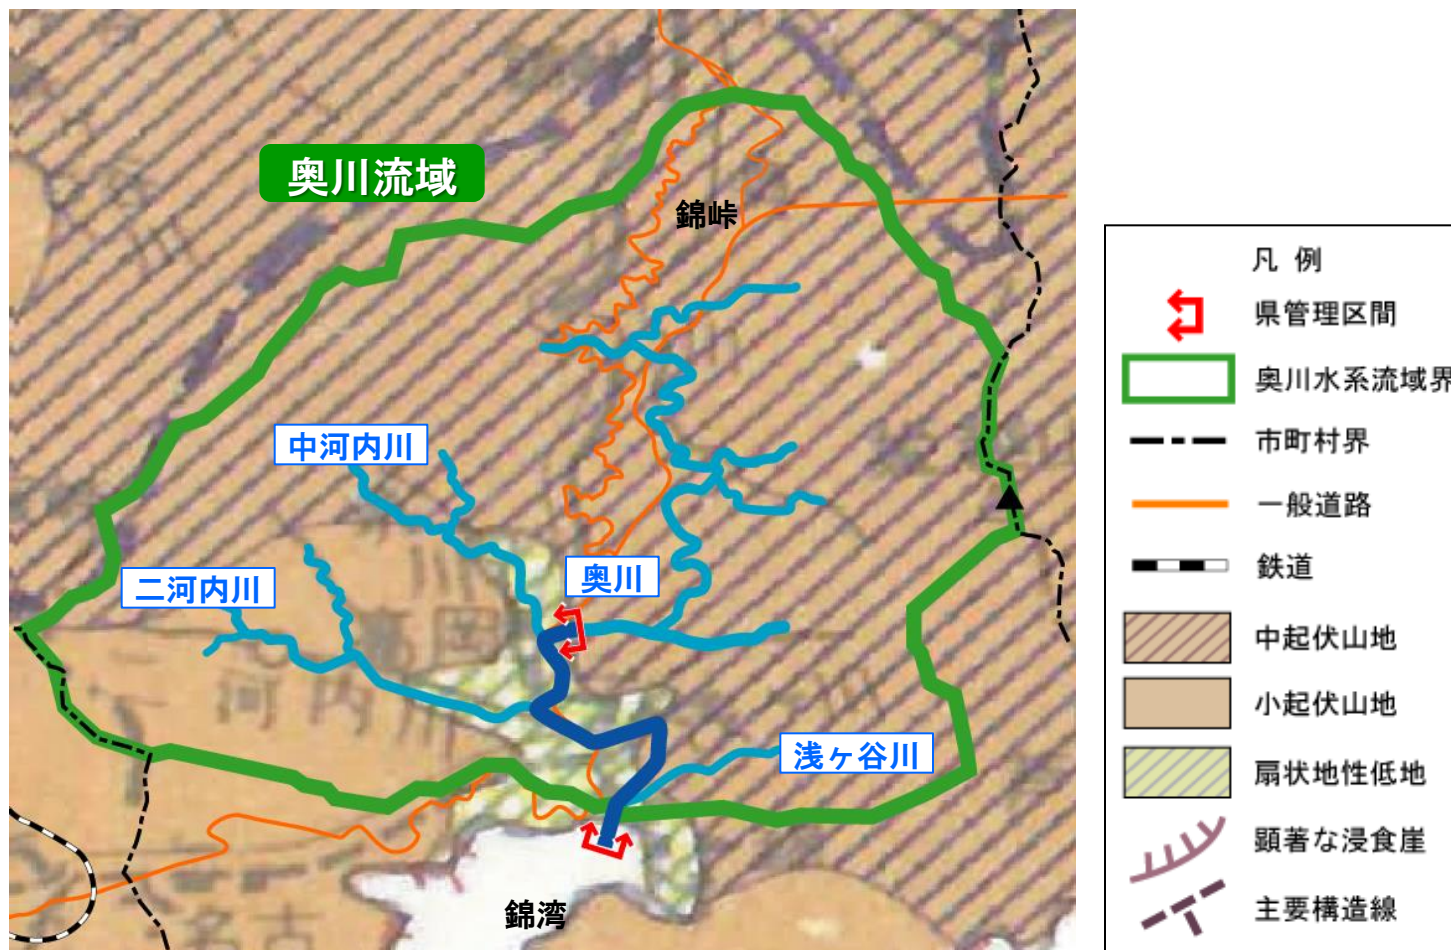 奥川流域
錦峠
中河内川
奥川
二河内川
河内
浅ヶ谷川
錦湾
凡 例
県管理区間
奥川水系流域界
市町村界
一般道路
鉄道
中起伏山地
小起伏山地
扇状地性低地
顕著な浸食崖
主要構造線